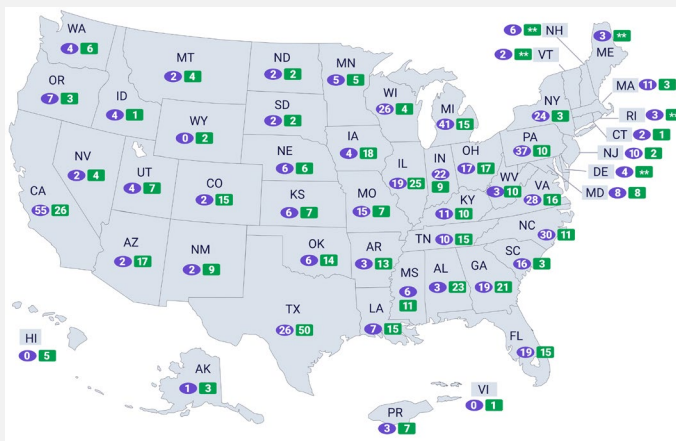 WA
4 6
OR
7 3
CA
55 26
NV
2 4
ID
4 1
MT
2 4
WY
0 2
UT
4 7
AZ
2 17
CO
2 15
NM
2 9
ND
2 2
SD
2 2
NE
6 6
KS
6 7
OK
6 14
TX
26 50
MN
5 5
IA
4 18
MO
15 7
AR
3 13
LA
7 15
WI
26 4
IL
19 25
MI
41 15
IN
22
9
OH
17 17
KY
11 10
TN 10 15
MS
6
11
AL
3 23
GA
19 21
FL
19 15
SC
16 3
NC
30 11
VA
28 16
WV
3 10
PA
37 10
NY
24 3
6 ** NH
2 ** VT
3 **
ME
MA 11 3
RI 3 **
CT 2 1
NJ 10 2
DE 4 **
MD 8 8
HI
0 5
AK
1 3
PR
3 7
VI
0 1